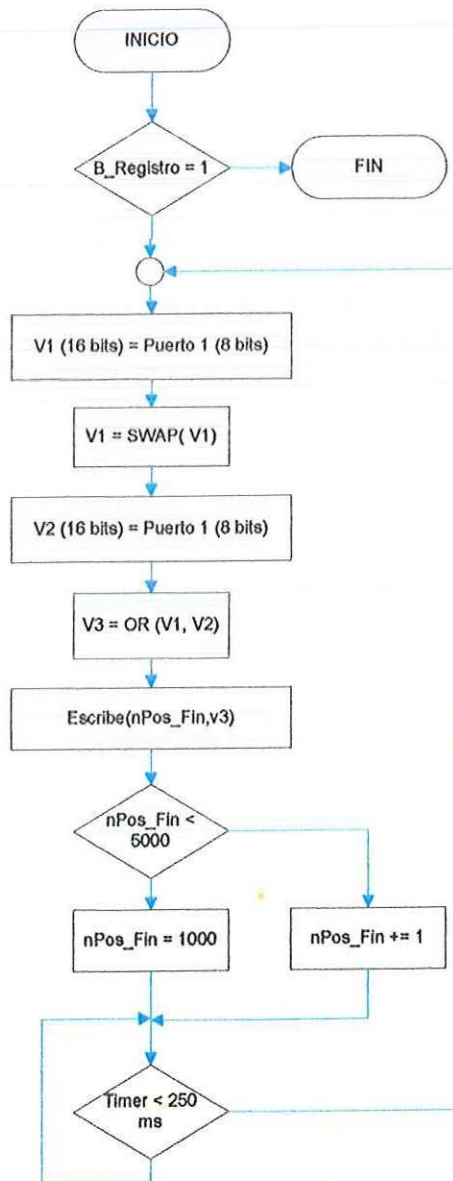 INICIO
B_Registro = 1
FIN
V1 (16 bits) = Puerto 1 (8 bits)
V1 = SWAP( V1)
V2 (16 bits) = Puerto 1 (8 bits)
V3 = OR (V1, V2)
Escribe(nPos_Fin,v3)
nPos_Fin <
5000
nPos_Fin = 1000
nPos_Fin += 1
Timer < 250
ms